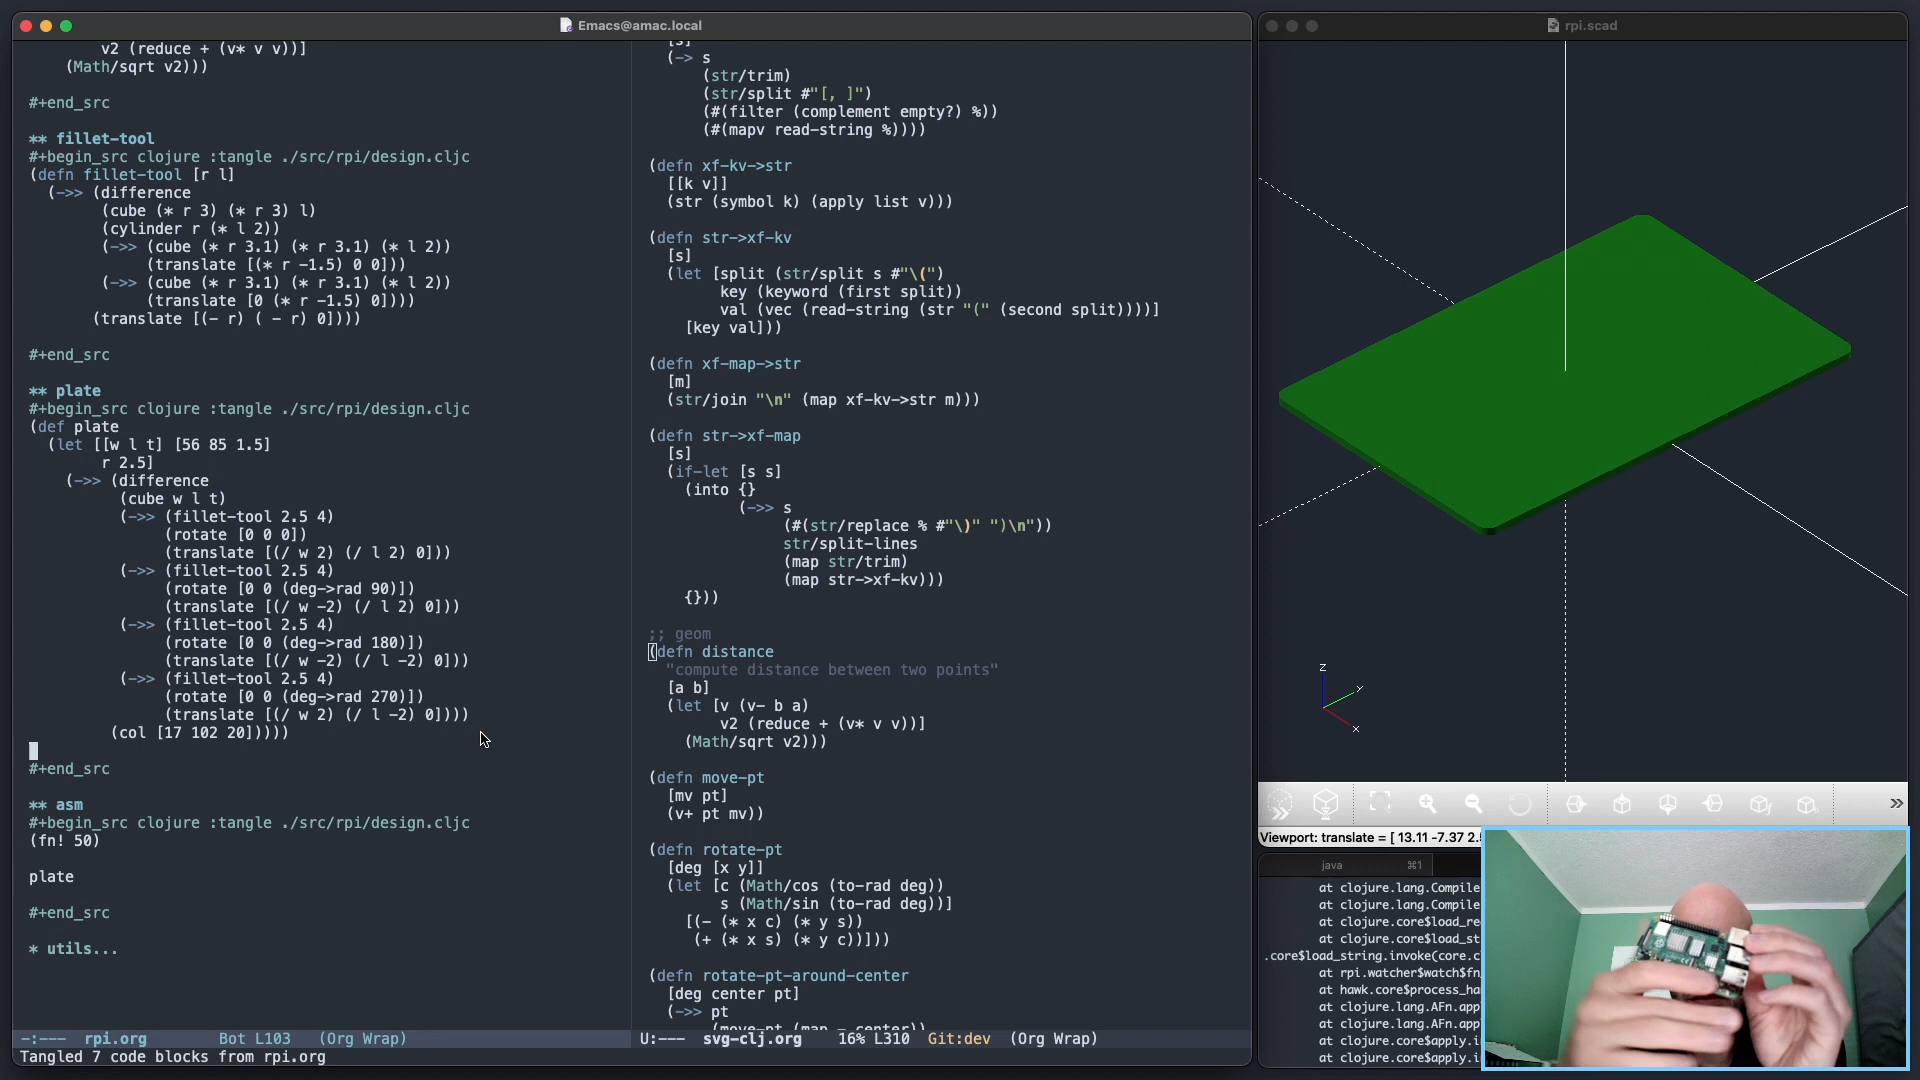 Emacs@amac.local
v2 (reduce + (v* v v))]
(Math/sqrt v2)))
#+end_src
** fillet-tool
#+begin_src clojure :tangle ./src/rpi/design.cljc
(defn fillet-tool [r l]
(->> (difference
(cube (* r 3) (* r 3) l)
(cylinder r (* l 2))
(->> (cube (* r 3.1) (* r 3.1) (* l 2))
(translate [(* r -1.5) 0 0]))
(->> (cube (* r 3.1) (* r 3.1) (* l 2))
(translate [0 (* r -1.5) 0])))
(translate [(- r) ( - r) 0])))
#+end_src
** plate
#+begin_src clojure :tangle ./src/rpi/design.cljc
(def plate
(let [[w l t] [56 85 1.5]
r 2.5]
(->> (difference
(cube w l t)
(->> (fillet-tool 2.5 4)
(rotate [0 0 0])
(translate [(/ w 2) (/ l 2) 0]))
(->> (fillet-tool 2.5 4)
(rotate [0 0 (deg->rad 90)])
(translate [(/ w -2) (/ l 2) 0]))
(->> (fillet-tool 2.5 4)
(rotate [0 0 (deg->rad 180)])
(translate [(/ w -2) (/ l -2) 0]))
(->> (fillet-tool 2.5 4)
(rotate [0 0 (deg->rad 270)])
(translate [(/ w 2) (/ l -2) 0])))
(col [17 102 20]))))
#+end_src
** asm
#+begin_src clojure :tangle ./src/rpi/design.cljc
(fn! 50)
plate
#+end_src
* utils...
-:--- rpi.org Bot L103 (Org Wrap)
Tangled 7 code blocks from rpi.org
[s]
(-> s
(str/trim)
(str/split #"[, ]")
(#(filter (complement empty?) %))
(#(mapv read-string %))))
(defn xf-kv->str
[[k v]]
(str (symbol k) (apply list v)))
(defn str->xf-kv
[s]
(let [split (str/split s #"\(")
key (keyword (first split))
val (vec (read-string (str "(" (second split))))]
[key val]))
(defn xf-map->str
[m]
(str/join "\n" (map xf-kv->str m)))
(defn str->xf-map
[s]
(if-let [s s]
(into {}
(->> s
(#(str/replace % #"\)" ")\n"))
str/split-lines
(map str/trim)
(map str->xf-kv)))
{}))
;; geom
(defn distance
"compute distance between two points"
[a b]
(let [v (v- b a)
v2 (reduce + (v* v v))]
(Math/sqrt v2)))
(defn move-pt
[mv pt]
(v+ pt mv))
(defn rotate-pt
[deg [x y]]
(let [c (Math/cos (to-rad deg))
s (Math/sin (to-rad deg))]
[(- (* x c) (* y s))
(+ (* x s) (* y c))]))
(defn rotate-pt-around-center
[deg center pt]
(->> pt
(move-pt (map - center))
U:--- svg-clj.org 16% L310 Git:dev (Org Wrap)
rpi.scad
Z
Y
X
Viewport: translate = [ 13.11 -7.37 2.
java ⌘1
at clojure.lang.Compile
at clojure.lang.Compile
at clojure.core$load_re
at clojure.core$load_st
.core$load_string.invoke(core.c
at rpi.watcher$watch$fn
at hawk.core$process_ha
at clojure.lang.AFn.app
at clojure.lang.AFn.app
at clojure.core$apply.i
at clojure.core$apply.i